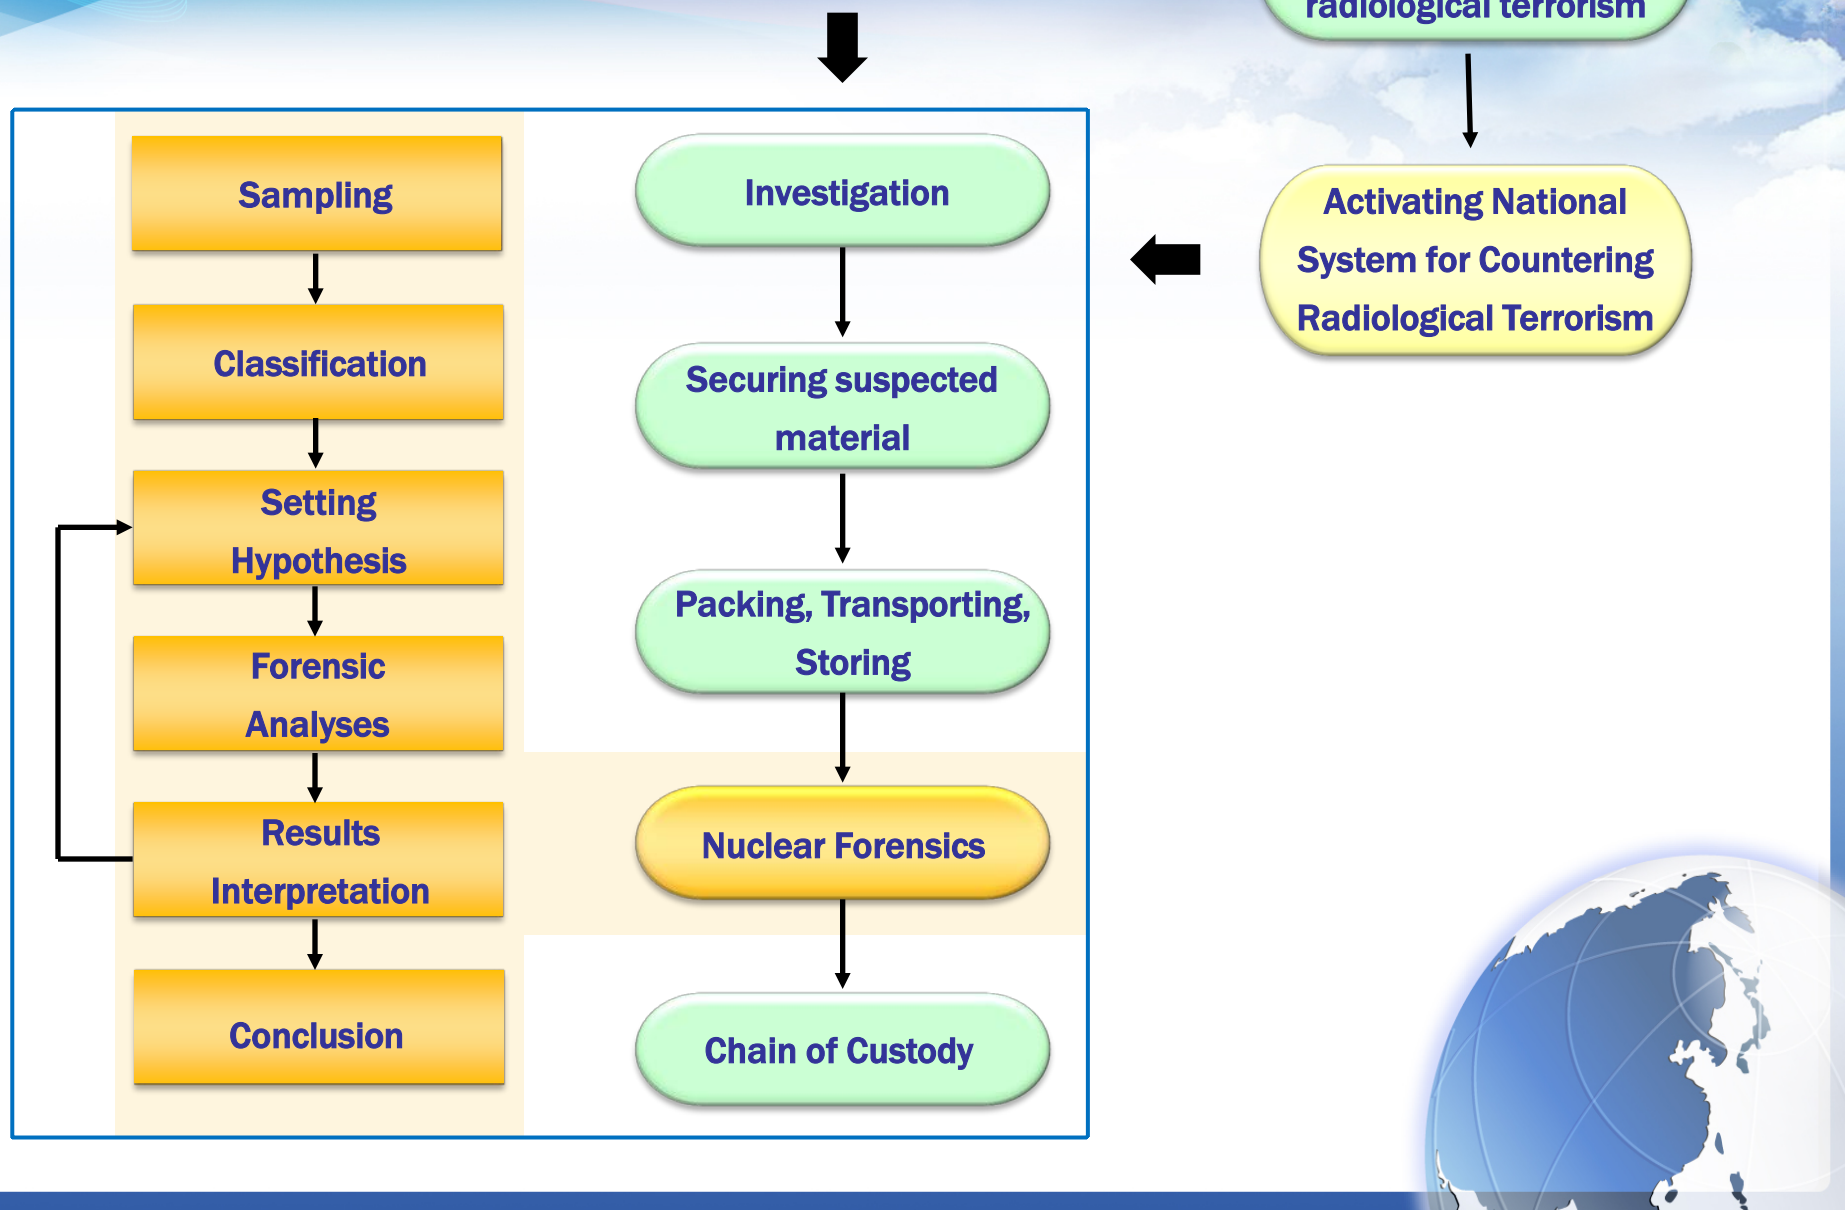 radiological terrorism
Sampling
Classification
Setting
Hypothesis
Forensic
Analyses
Results
Interpretation
Conclusion
Investigation
Securing suspected
material
Packing, Transporting,
Storing
Nuclear Forensics
Chain of Custody
Activating National
System for Countering
Radiological Terrorism